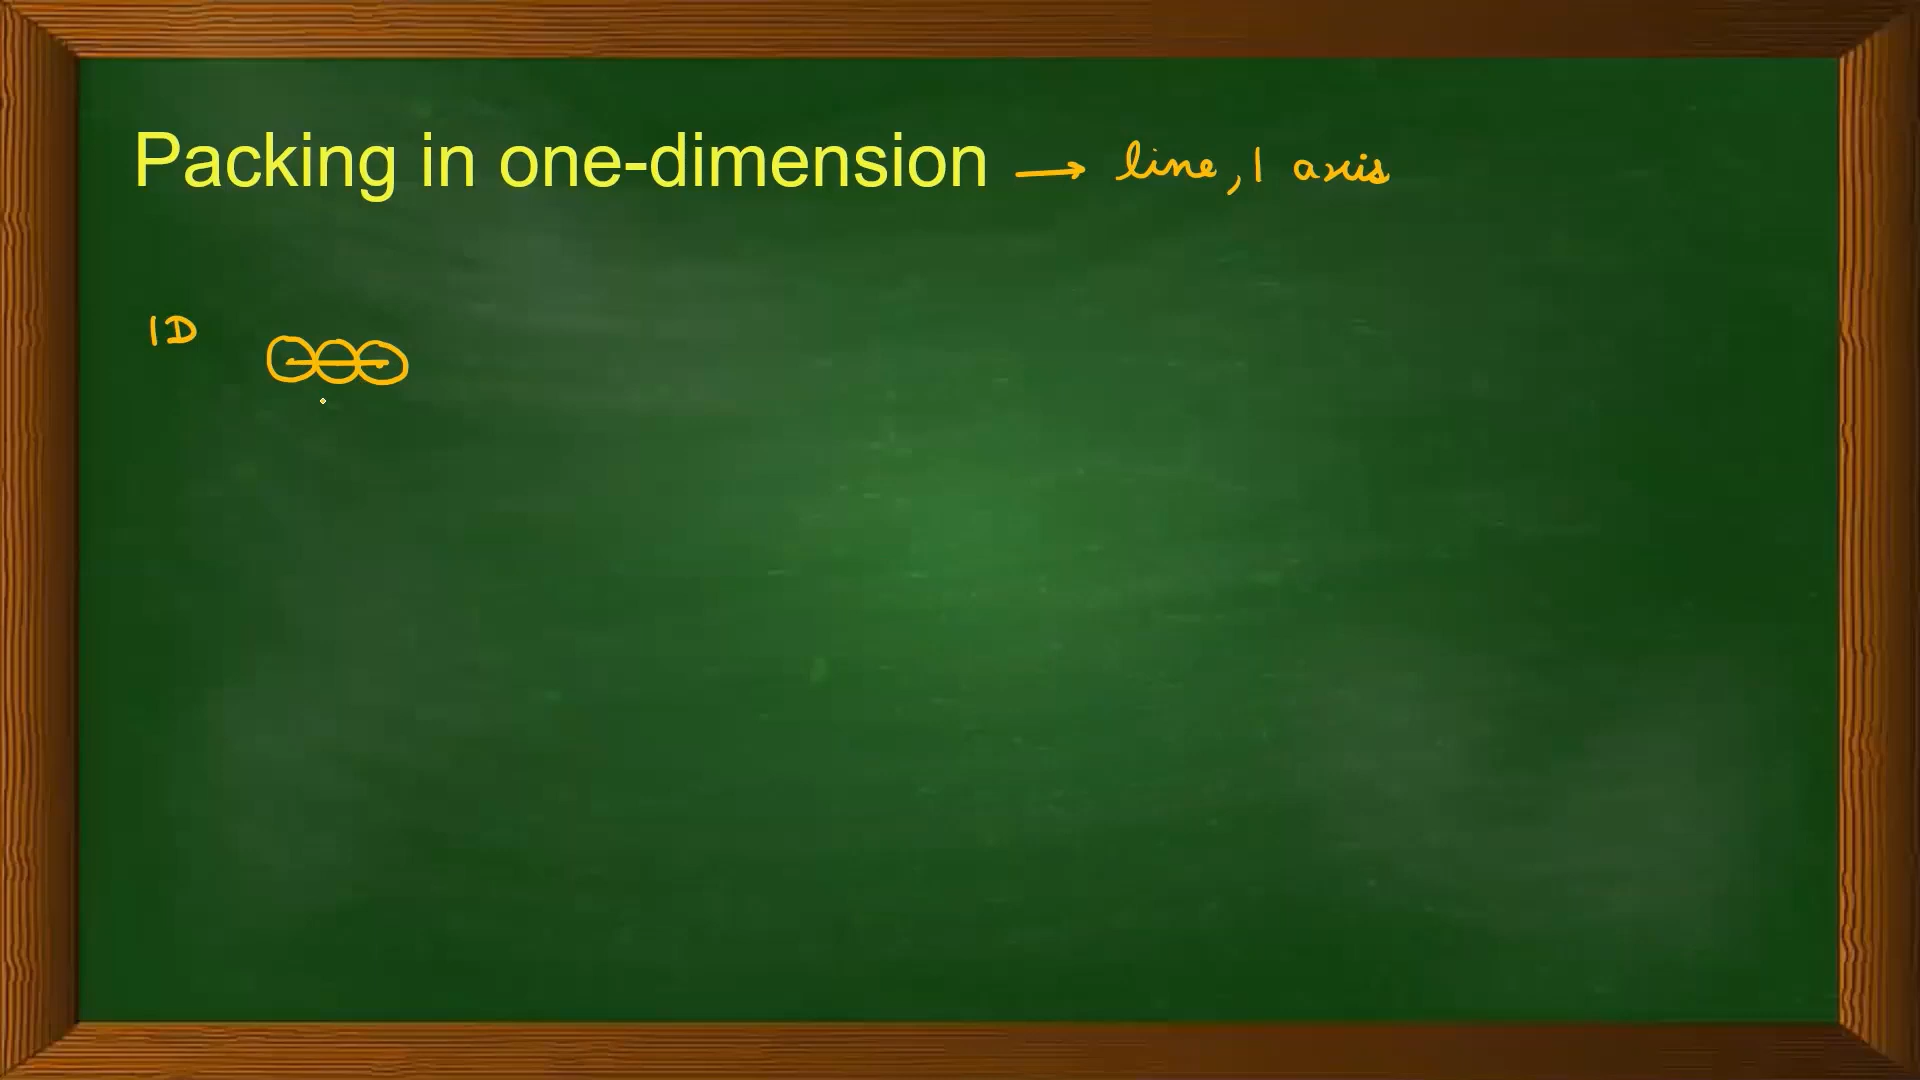 Packing in one-dimension → line, 1 axis
1D